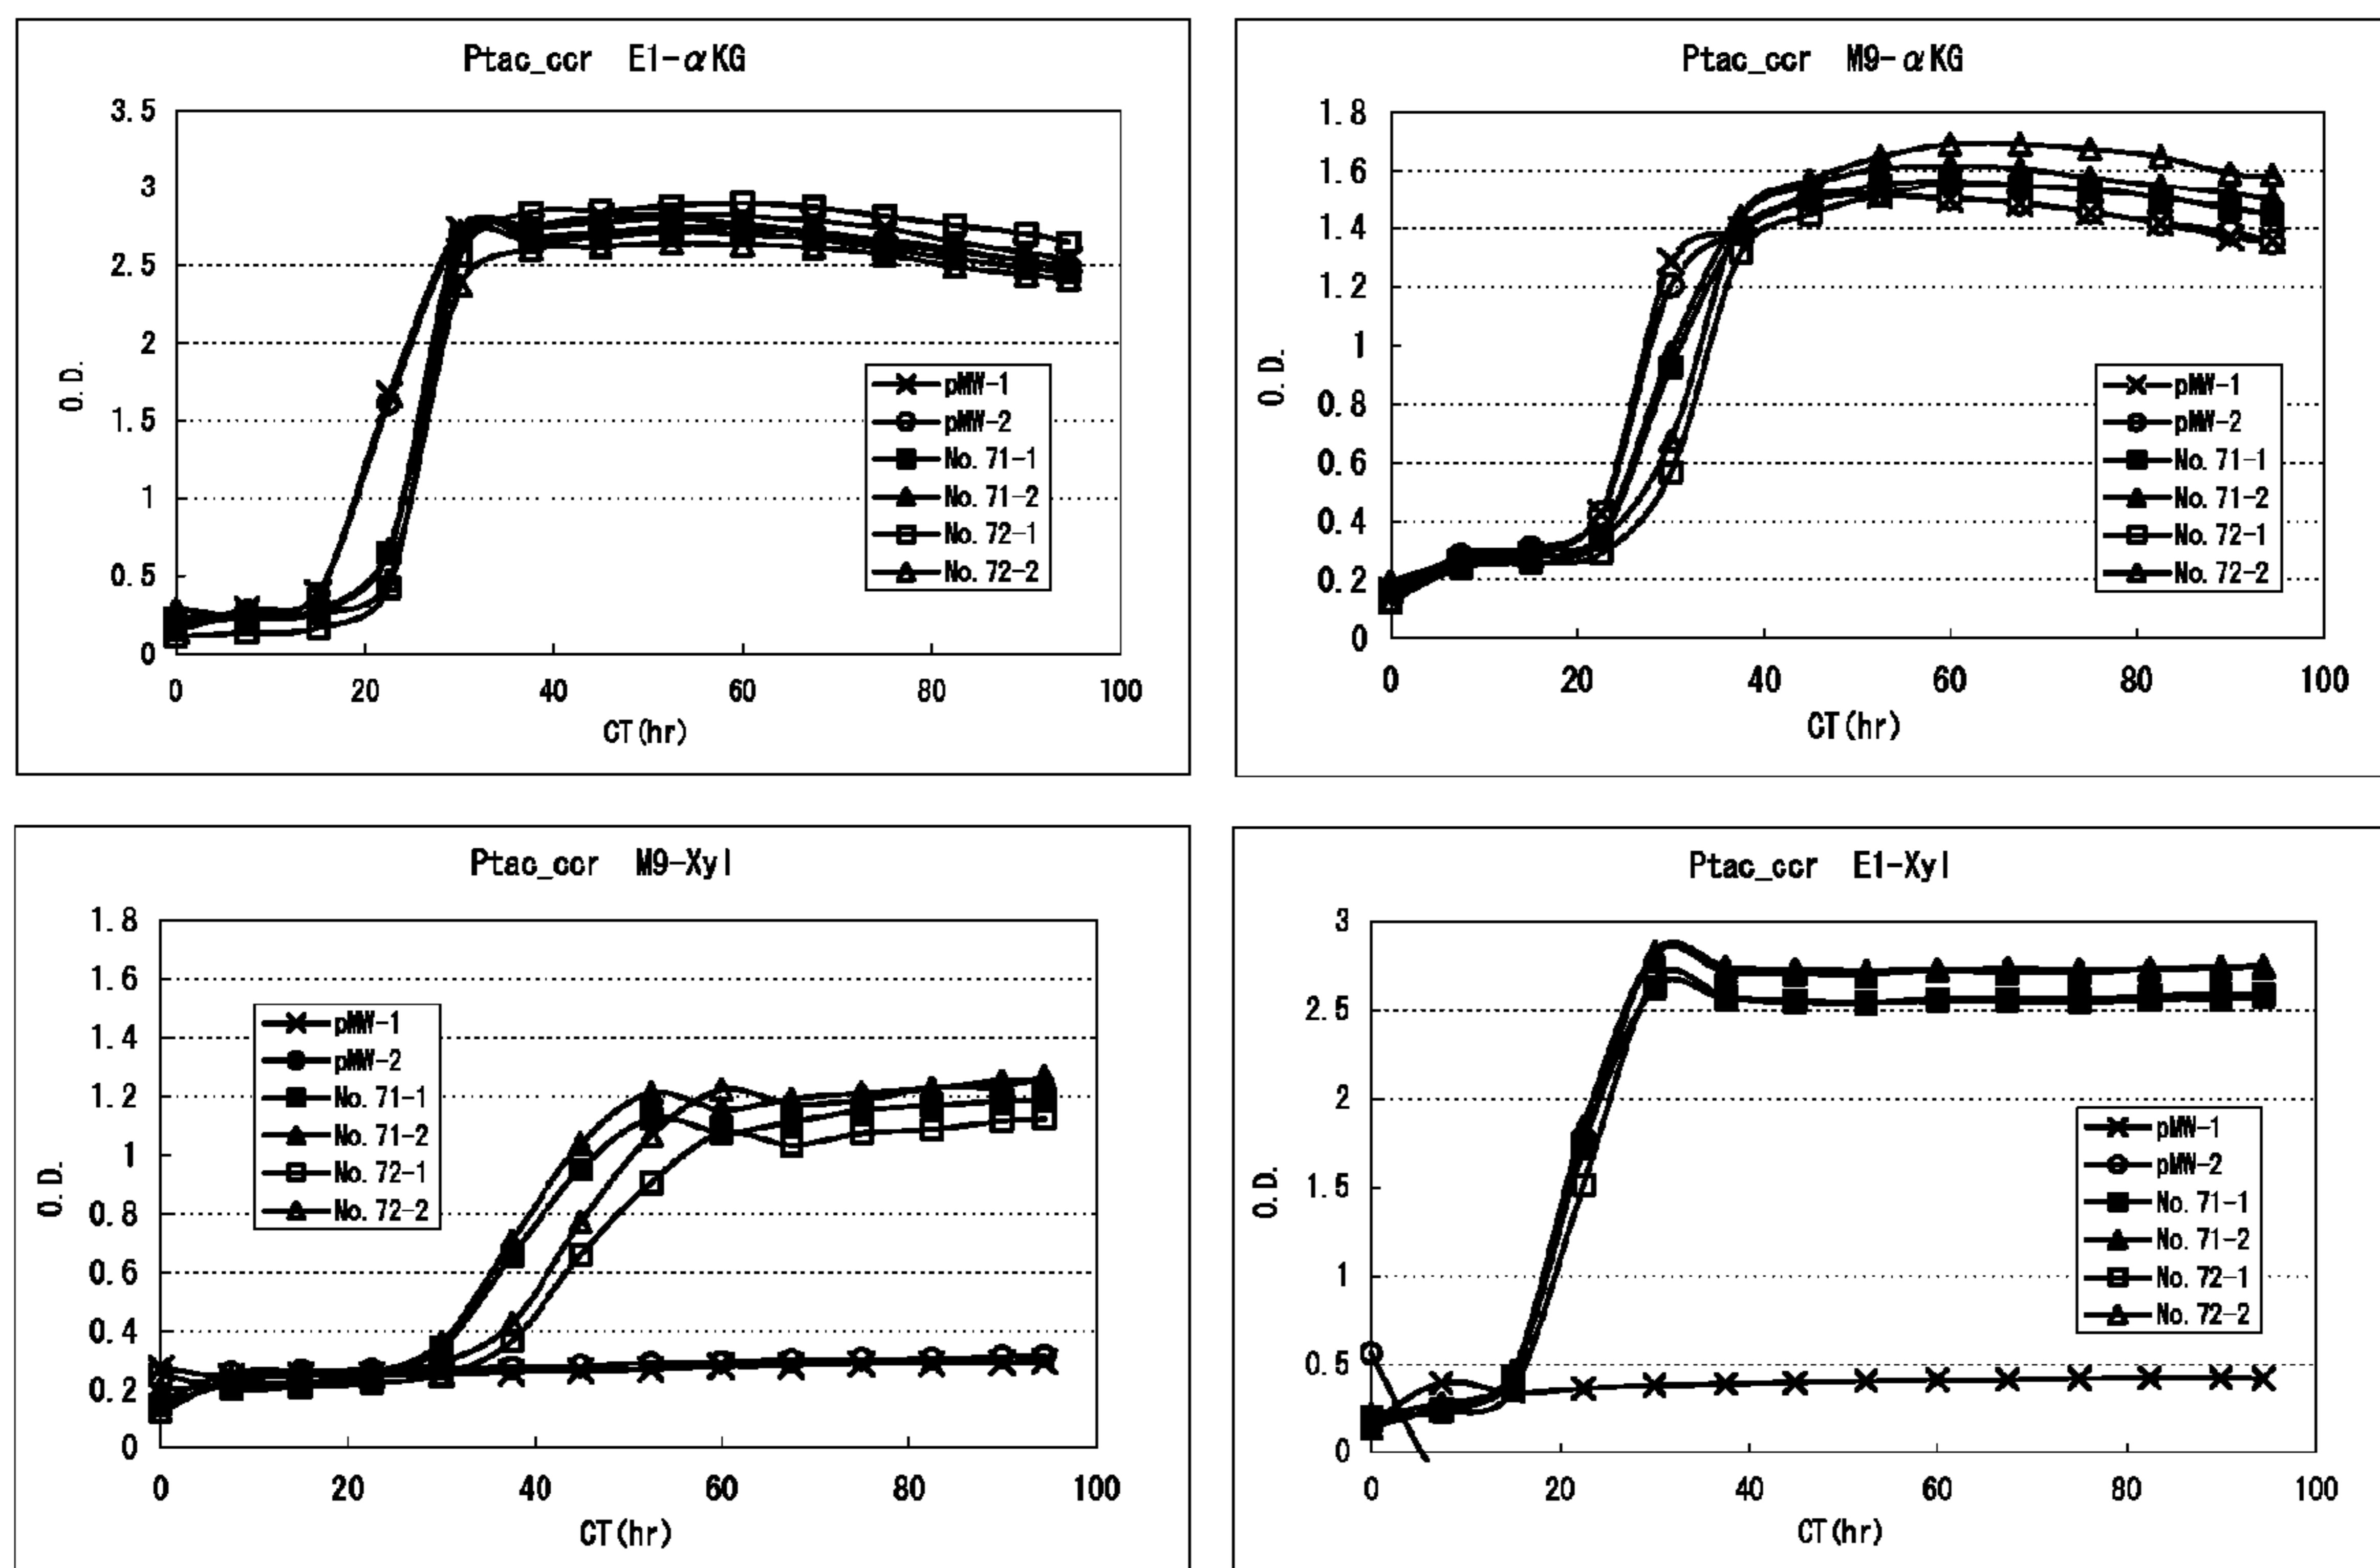 Ptac_ccr E1-αKG
3.5
3
2.5
2
1.5
1
0.5
0
O.D.
0 20 40 60 80 100
CT(hr)
pMW-1
pMW-2
No.71-1
No.71-2
No.72-1
No.72-2
Ptac_ccr M9-αKG
1.8
1.6
1.4
1.2
1
0.8
0.6
0.4
0.2
0
O.D.
0 20 40 60 80 100
CT(hr)
pMW-1
pMW-2
No.71-1
No.71-2
No.72-1
No.72-2
Ptac_ccr M9-Xyl
1.8
1.6
1.4
1.2
1
0.8
0.6
0.4
0.2
0
O.D.
0 20 40 60 80 100
CT(hr)
pMW-1
pMW-2
No.71-1
No.71-2
No.72-1
No.72-2
Ptac_ccr E1-Xyl
3
2.5
2
1.5
1
0.5
0
O.D.
0 20 40 60 80 100
CT(hr)
pMW-1
pMW-2
No.71-1
No.71-2
No.72-1
No.72-2